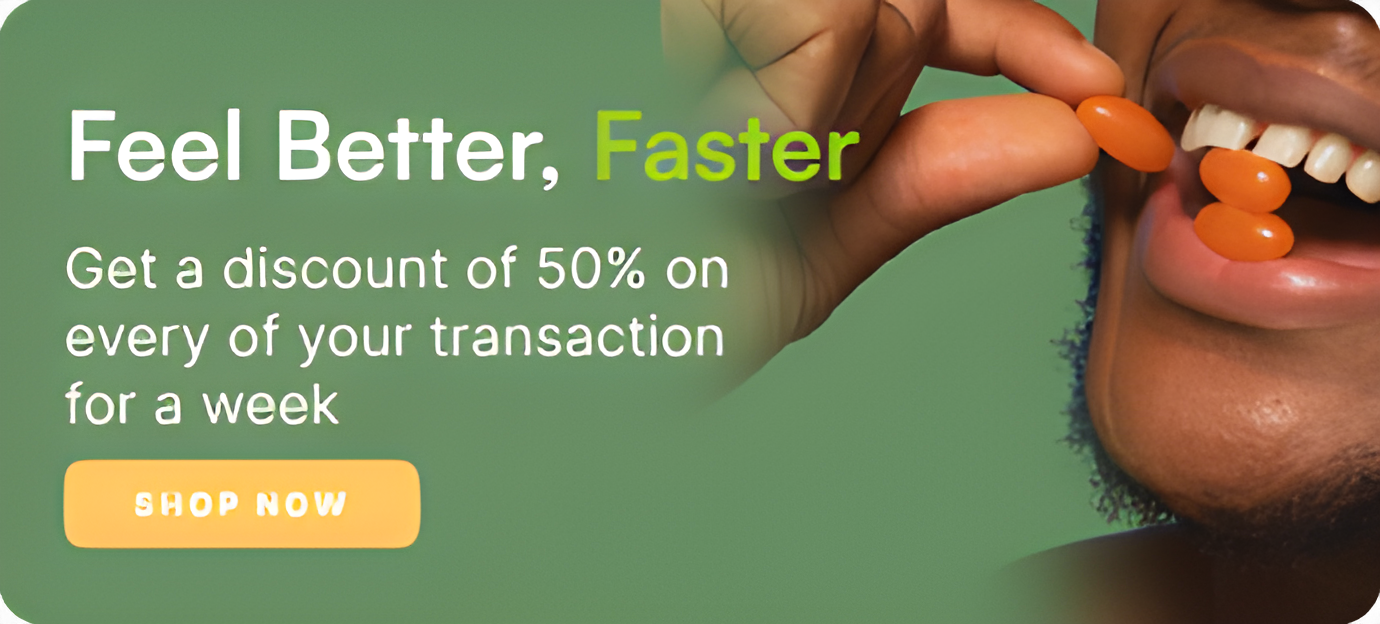 Feel Better, Faster
Get a discount of 50% on
every of your transaction
for a week
SHOP NOW